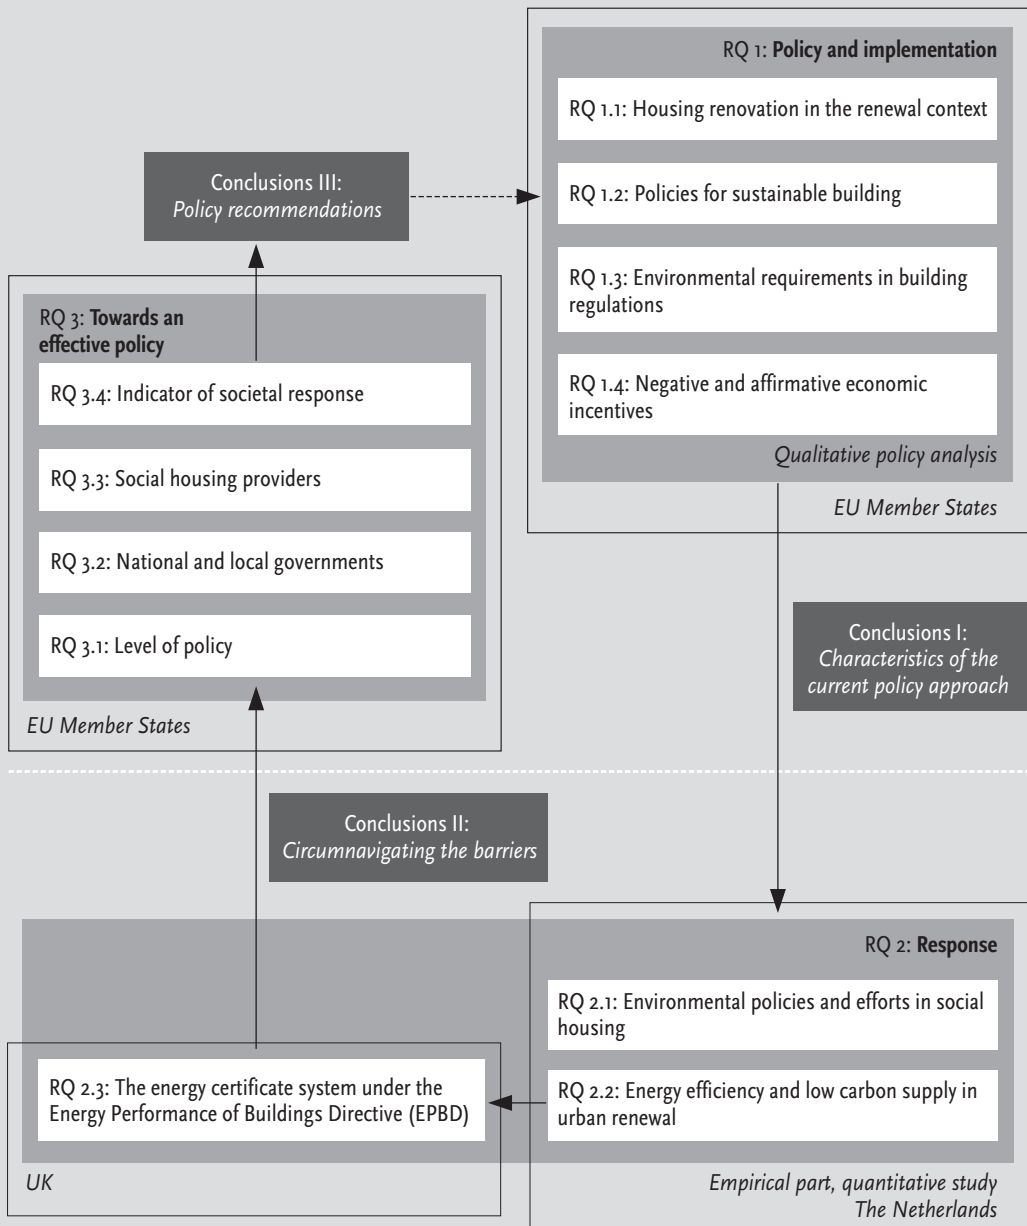 RQ 1: Policy and implementation
RQ 1.1: Housing renovation in the renewal context
RQ 1.2: Policies for sustainable building
RQ 1.3: Environmental requirements in building
regulations
RQ 1.4: Negative and affirmative economic
incentives
Qualitative policy analysis
EU Member States
Conclusions III:
Policy recommendations
RQ 3: Towards an
effective policy
RQ 3.4: Indicator of societal response
RQ 3.3: Social housing providers
RQ 3.2: National and local governments
RQ 3.1: Level of policy
EU Member States
Conclusions I:
Characteristics of the
current policy approach
Conclusions II:
Circumnavigating the barriers
RQ 2: Response
RQ 2.1: Environmental policies and efforts in social
housing
RQ 2.2: Energy efficiency and low carbon supply in
urban renewal
RQ 2.3: The energy certificate system under the
Energy Performance of Buildings Directive (EPBD)
UK
Empirical part, quantitative study
The Netherlands